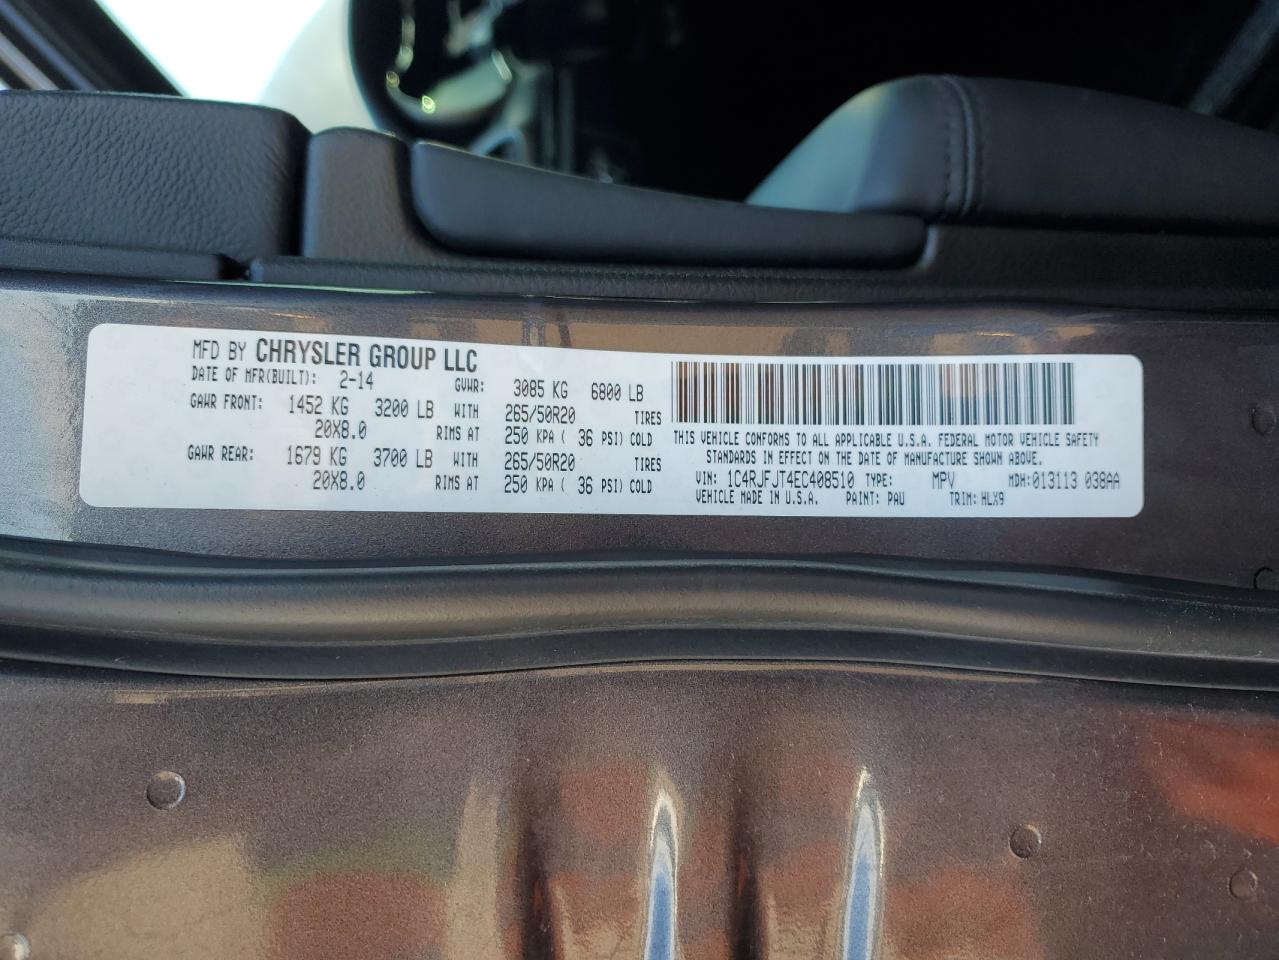 MFD BY CHRYSLER GROUP LLC
DATE OF MFR(BUILT): 2-14 GVWR: 3085 KG 6800 LB
GAWR FRONT: 1452 KG 3200 LB WITH 265/50R20 TIRES
20X8.0 RIMS AT 250 KPA ( 36 PSI) COLD
GAWR REAR: 1679 KG 3700 LB WITH 265/50R20 TIRES
20X8.0 RIMS AT 250 KPA ( 36 PSI) COLD
THIS VEHICLE CONFORMS TO ALL APPLICABLE U.S.A. FEDERAL MOTOR VEHICLE SAFETY
STANDARDS IN EFFECT ON THE DATE OF MANUFACTURE SHOWN ABOVE.
VIN: 1C4RJFJT4EC408510 TYPE: MPV MDH:013113 038AA
VEHICLE MADE IN U.S.A. PAINT: PAU TRIM: HLX9